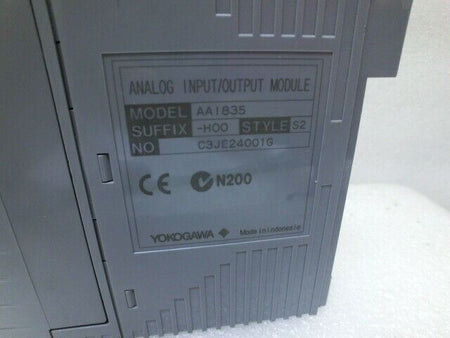 ANALOG INPUT/OUTPUT MODULE
MODEL AAI835
SUFFIX -H00 STYLE S2
NO C3JE24001G
CE N200
YOKOGAWA Made in Indonesia